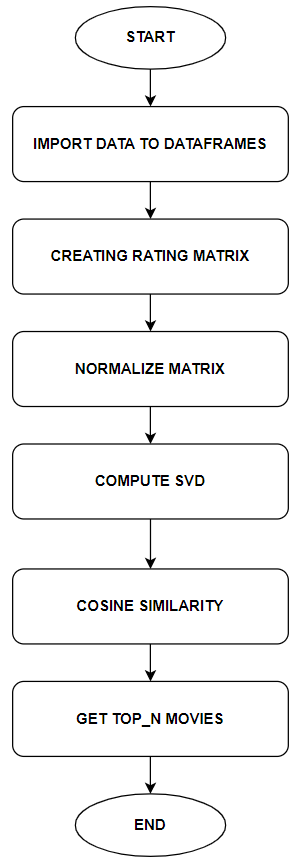 START
IMPORT DATA TO DATAFRAMES
CREATING RATING MATRIX
NORMALIZE MATRIX
COMPUTE SVD
COSINE SIMILARITY
GET TOP_N MOVIES
END